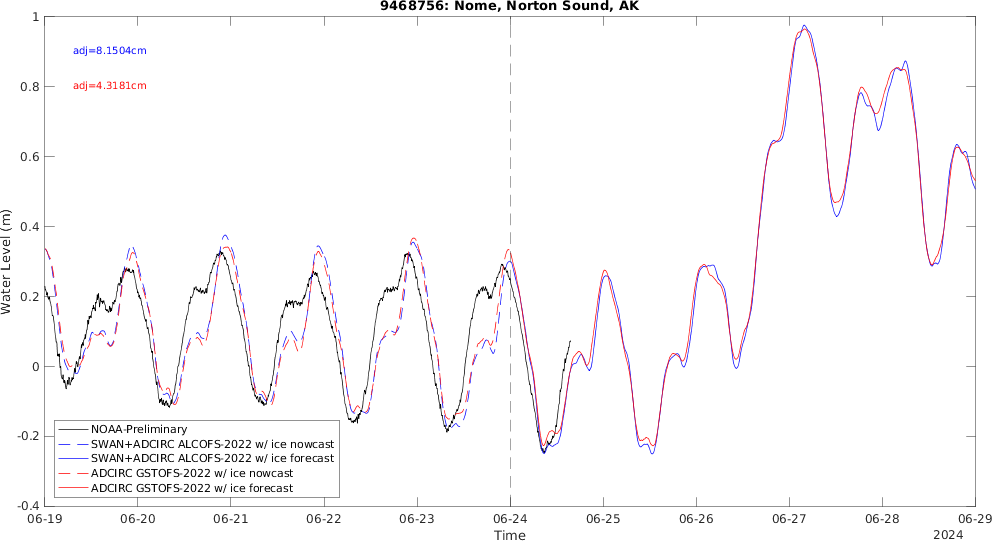 9468756: Nome, Norton Sound, AK
1
0.8
0.6
0.4
0.2
0
-0.2
-0.4
Water Level (m)
adj=8.1504cm
adj=4.3181cm
NOAA-Preliminary
SWAN+ADCIRC ALCOFS-2022 w/ ice nowcast
SWAN+ADCIRC ALCOFS-2022 w/ ice forecast
ADCIRC GSTOFS-2022 w/ ice nowcast
ADCIRC GSTOFS-2022 w/ ice forecast
06-19 06-20 06-21 06-22 06-23 06-24 06-25 06-26 06-27 06-28 06-29
Time
2024